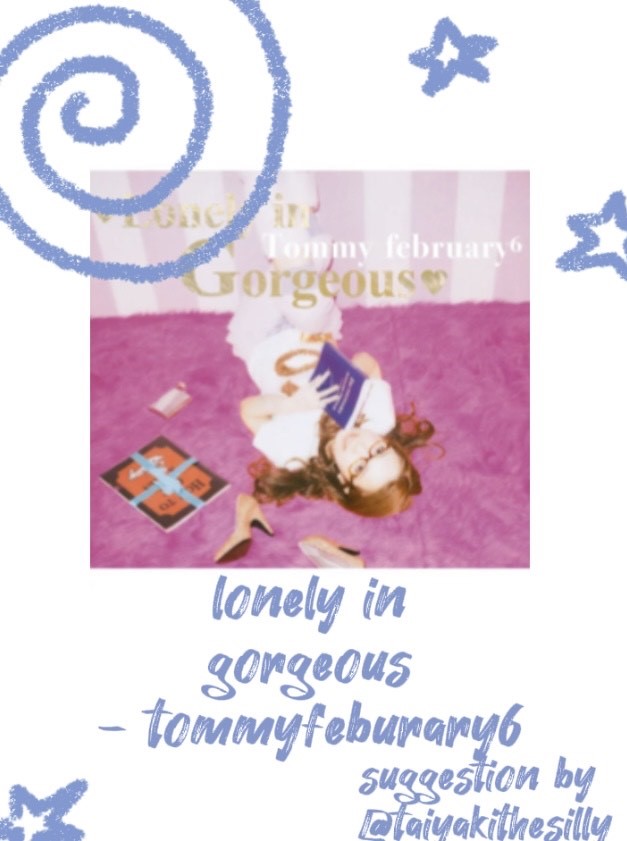 Lonely in
Tommy february6
Gorgeous♥
lonely in
gorgeous
- tommyfeburary6
suggestion by
@taiyakithesilly